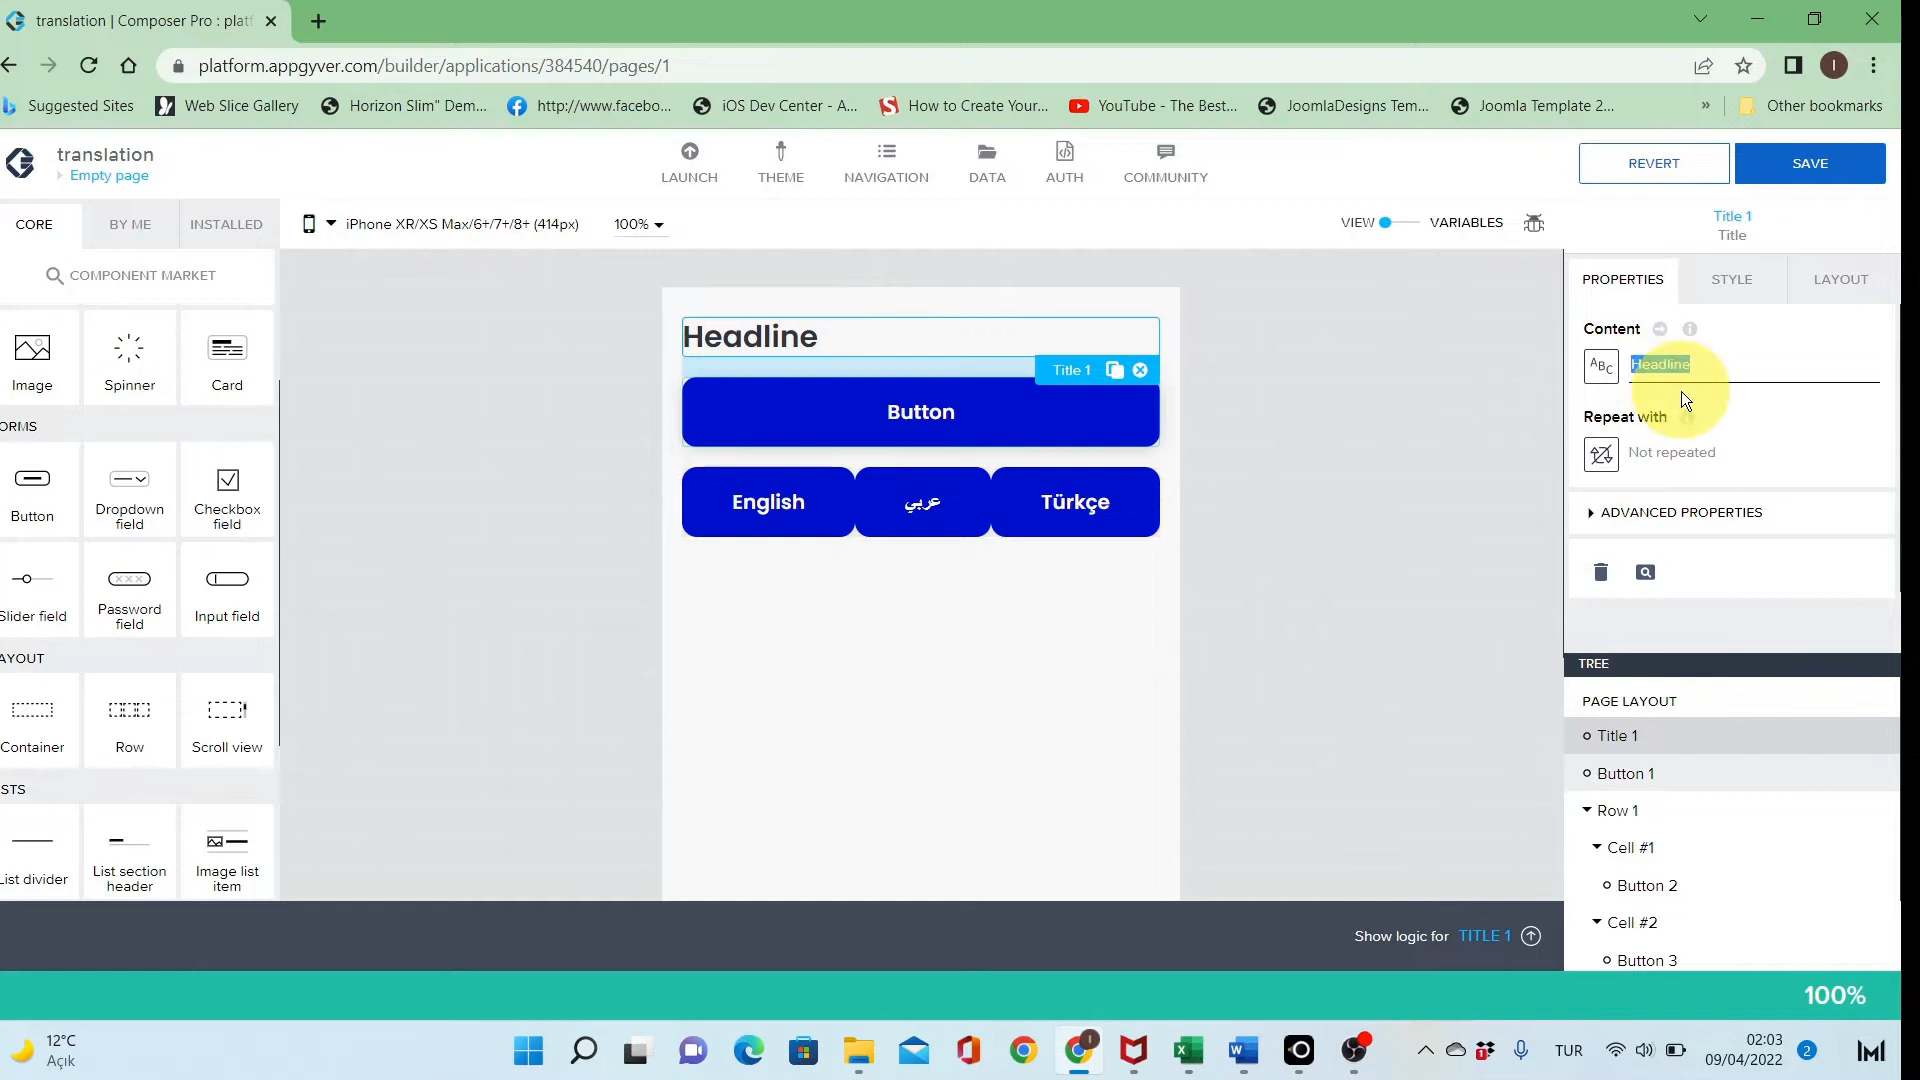 translation | Composer Pro : platf
platform.appgyver.com/builder/applications/384540/pages/1
Suggested Sites
Web Slice Gallery
Horizon Slim" Dem...
http://www.facebo...
iOS Dev Center - A...
How to Create Your...
YouTube - The Best...
JoomlaDesigns Tem...
Joomla Template 2...
»
Other bookmarks
translation
Empty page
LAUNCH
THEME
NAVIGATION
DATA
AUTH
COMMUNITY
REVERT
SAVE
CORE
BY ME
INSTALLED
iPhone XR/XS Max/6+/7+/8+ (414px)
100%
VIEW
VARIABLES
Title 1
Title
COMPONENT MARKET
PROPERTIES
STYLE
LAYOUT
Image
Spinner
Card
ORMS
Button
Dropdown
field
Checkbox
field
Slider field
Password
field
Input field
AYOUT
Container
Row
Scroll view
STS
List divider
List section
header
Image list
item
Headline
Title 1
Button
English
عربي
Türkçe
Content
ABC
Headline
Repeat with
Not repeated
ADVANCED PROPERTIES
TREE
PAGE LAYOUT
Title 1
Button 1
Row 1
Cell #1
Button 2
Cell #2
Button 3
Show logic for TITLE 1
100%
12°C
Açık
TUR
02:03
09/04/2022
2